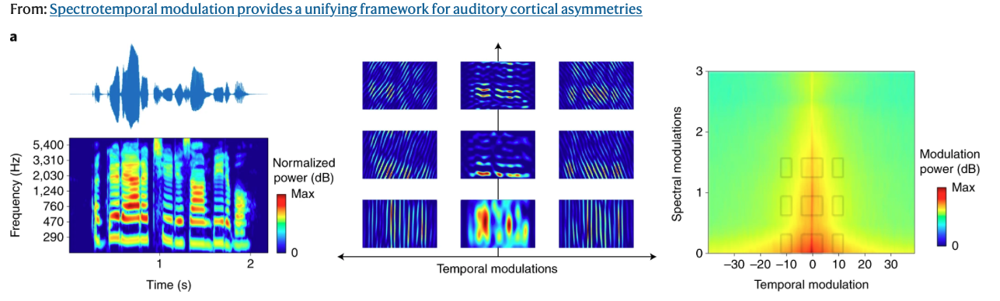 From: Spectrotemporal modulation provides a unifying framework for auditory cortical asymmetries
a
5,400
3,310
2,030
1,240
760
470
290
Frequency (Hz)
1
2
Time (s)
Normalized
power (dB)
Max
0
Temporal modulations
3
2
1
0
Spectral modulations
−30
−20
−10
0
10
20
30
Temporal modulation
Modulation
power (dB)
Max
0